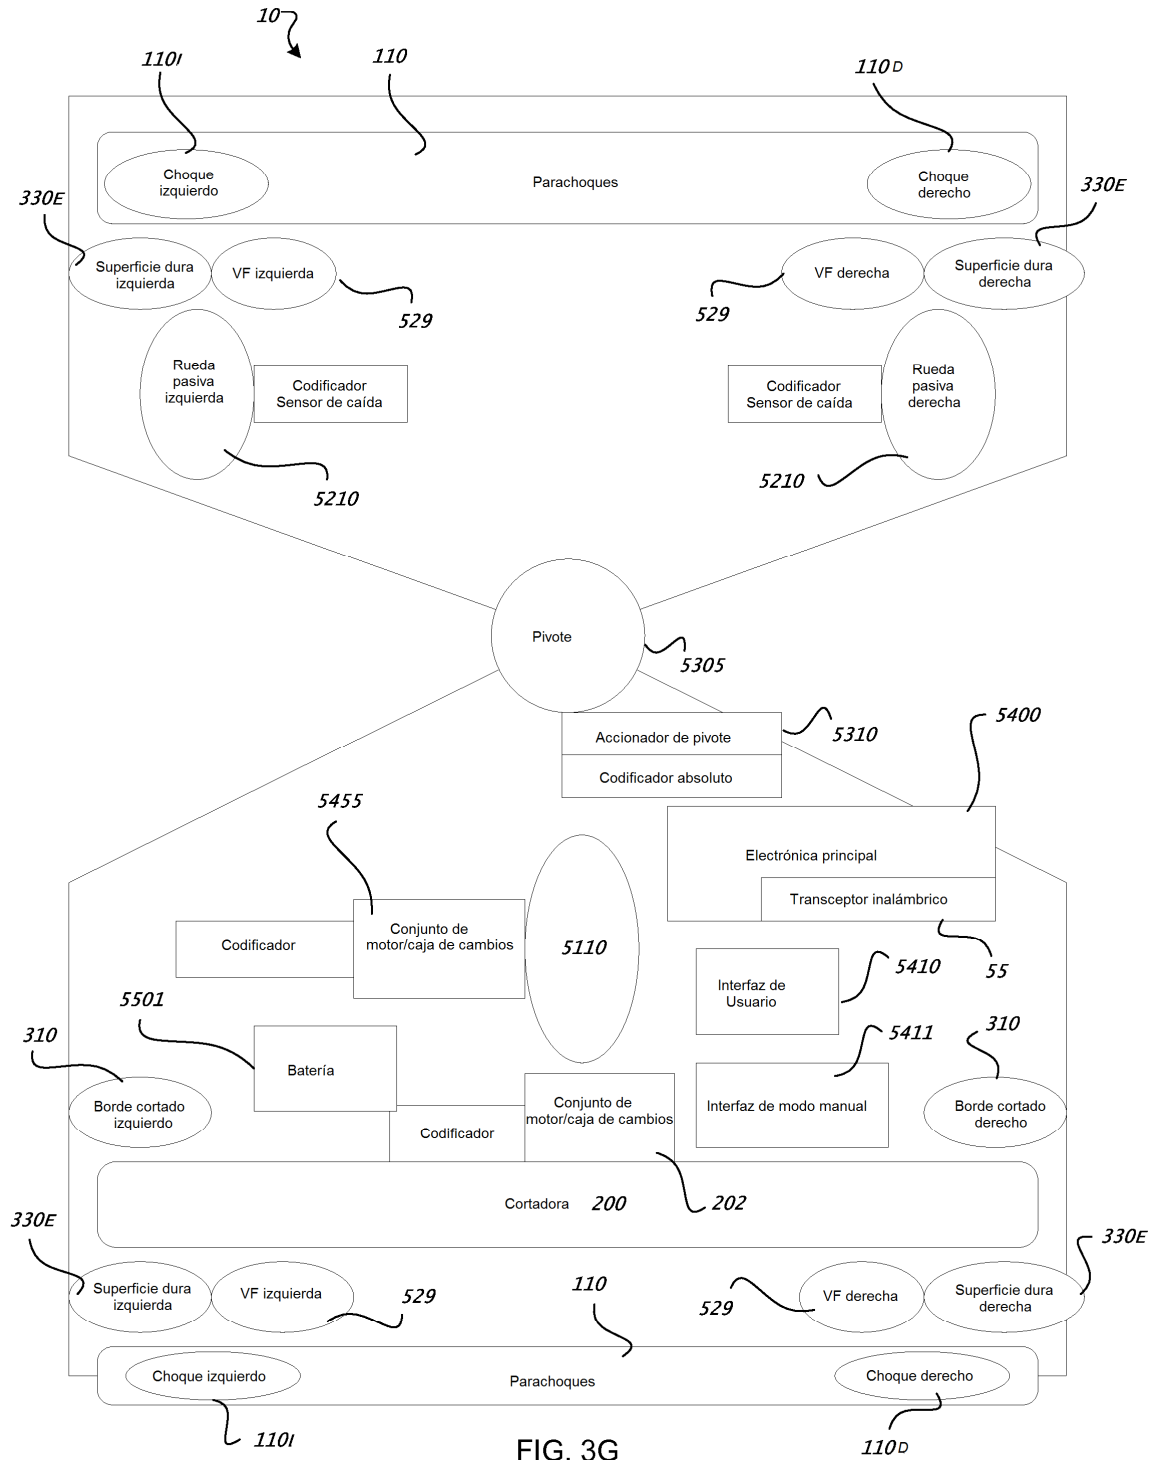 10
110I
110
110D
Choque
izquierdo
Parachoques
Choque
derecho
330E
330E
Superficie dura
izquierda
VF izquierda
VF derecha
Superficie dura
derecha
529
529
Rueda
pasiva
izquierda
Codificador
Sensor de caída
Codificador
Sensor de caída
Rueda
pasiva
derecha
5210
5210
Pivote
5305
5400
Accionador de pivote
5310
Codificador absoluto
5455
Electrónica principal
Transceptor inalámbrico
Codificador
Conjunto de
motor/caja de cambios
5110
55
5410
Interfaz de
Usuario
5501
310
5411
310
Batería
Borde cortado
izquierdo
Codificador
Conjunto de
motor/caja de cambios
Interfaz de modo manual
Borde cortado
derecho
Cortadora 200
202
330E
330E
Superficie dura
izquierda
VF izquierda
529
110
529
VF derecha
Superficie dura
derecha
Choque izquierdo
Parachoques
Choque derecho
110I
110D
FIG. 3G